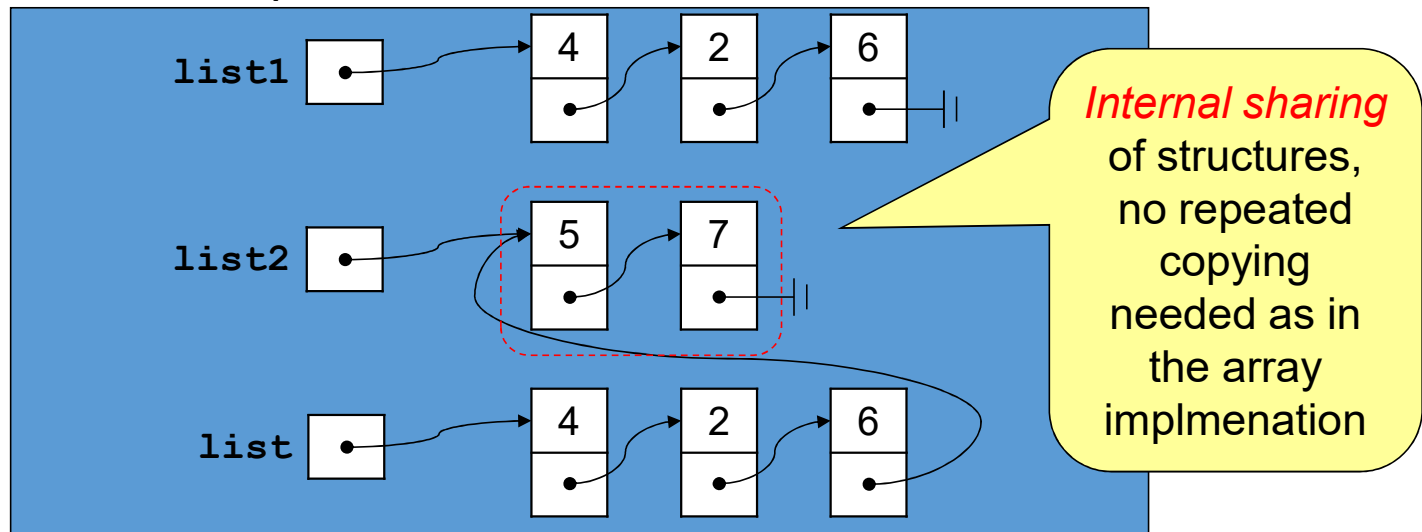 list1
4 2 6
list2
5 7
list
4 2 6
Internal sharing
of structures,
no repeated
copying
needed as in
the array
implmenation